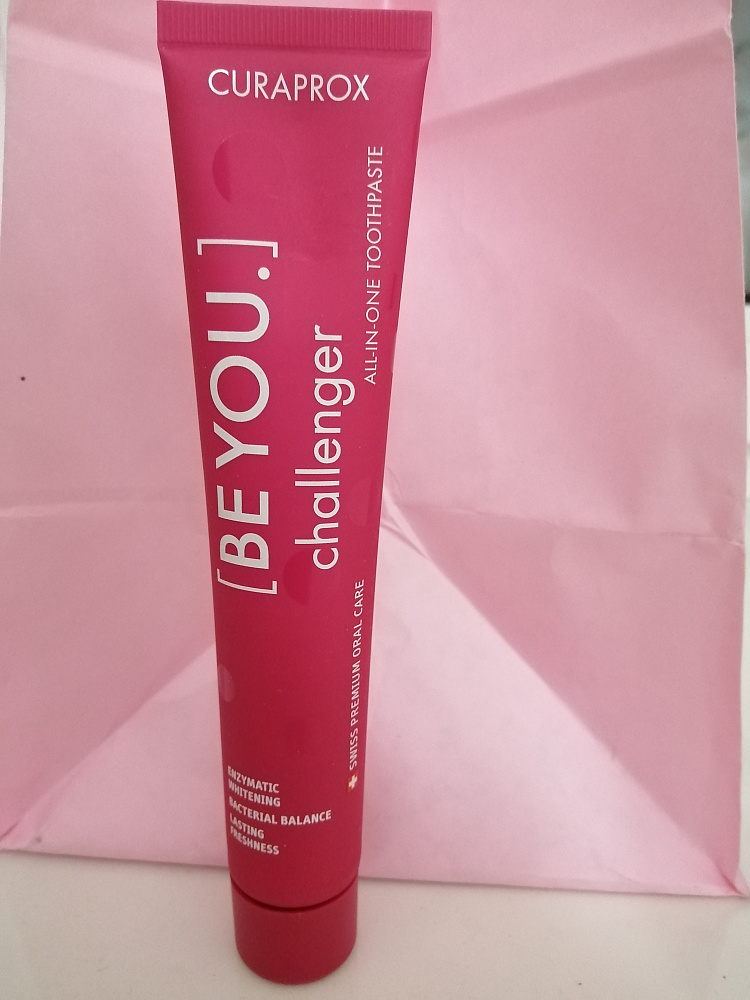 CURAPROX
[BE YOU.]
challenger
ALL-IN-ONE TOOTHPASTE
SWISS PREMIUM ORAL CARE
ENZYMATIC
WHITENING
BACTERIAL BALANCE
LASTING
FRESHNESS